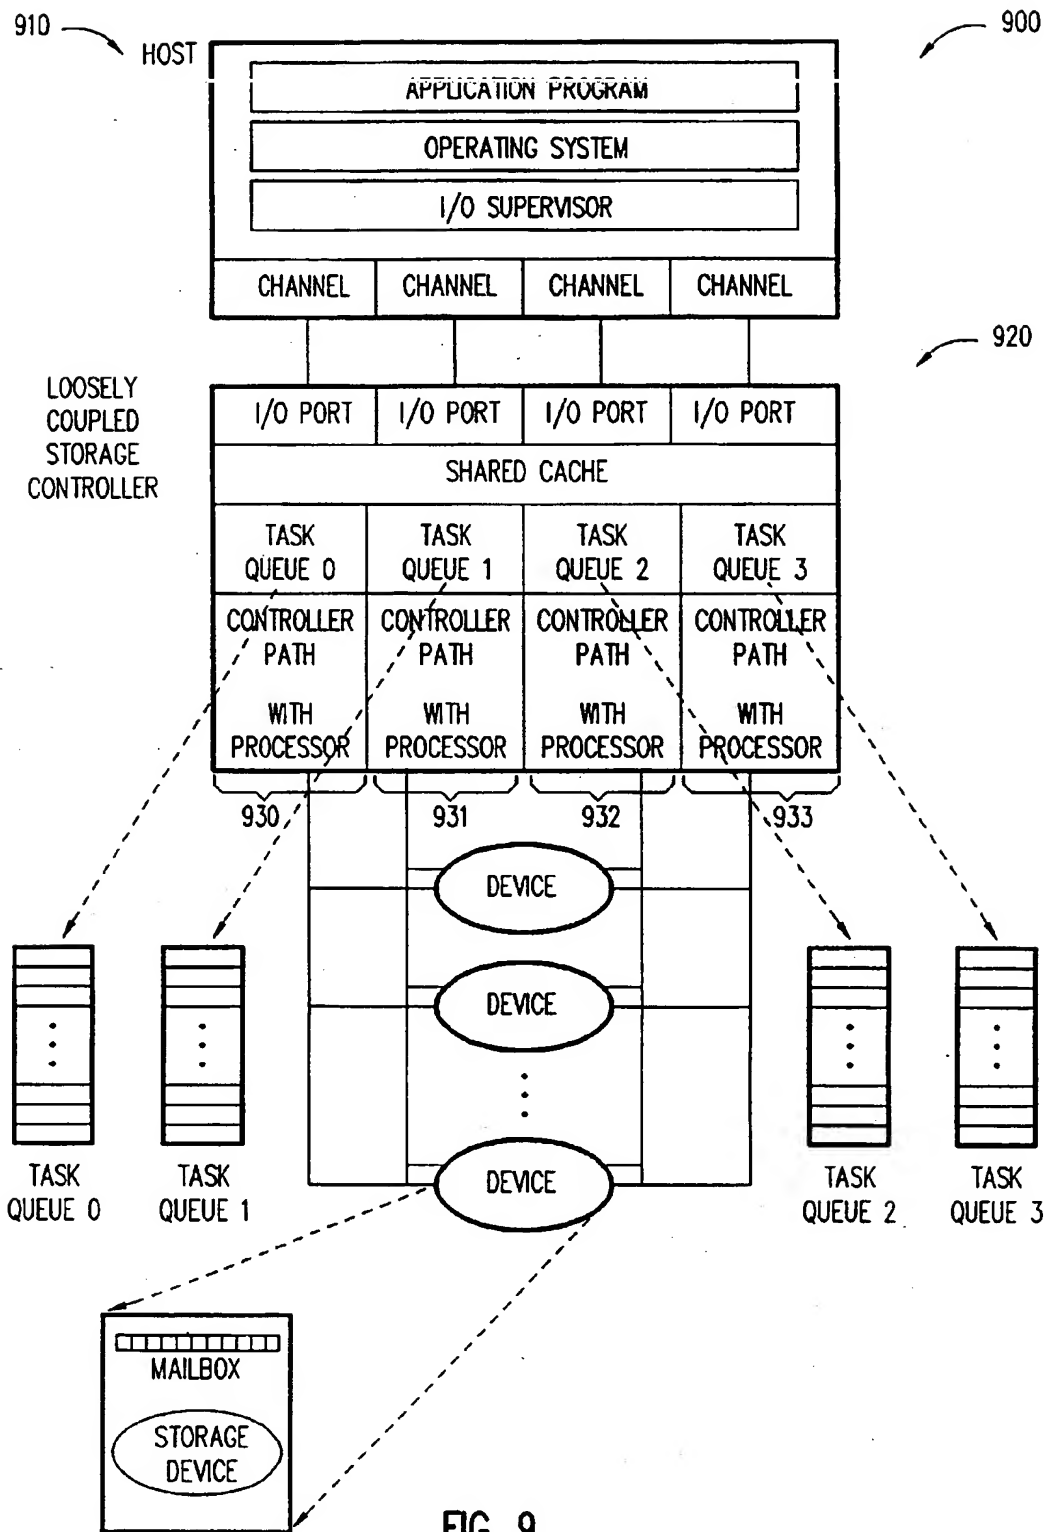 910
900
HOST
APPLICATION PROGRAM
OPERATING SYSTEM
I/O SUPERVISOR
CHANNEL CHANNEL CHANNEL CHANNEL
920
LOOSELY
COUPLED
STORAGE
CONTROLLER
I/O PORT I/O PORT I/O PORT I/O PORT
SHARED CACHE
TASK
QUEUE 0
TASK
QUEUE 1
TASK
QUEUE 2
TASK
QUEUE 3
CONTROLLER
PATH
WITH
PROCESSOR
CONTROLLER
PATH
WITH
PROCESSOR
CONTROLLER
PATH
WITH
PROCESSOR
CONTROLLER
PATH
WITH
PROCESSOR
930 931 932 933
DEVICE
DEVICE
DEVICE
TASK
QUEUE 0
TASK
QUEUE 1
TASK
QUEUE 2
TASK
QUEUE 3
MAILBOX
STORAGE
DEVICE
FIG. 9